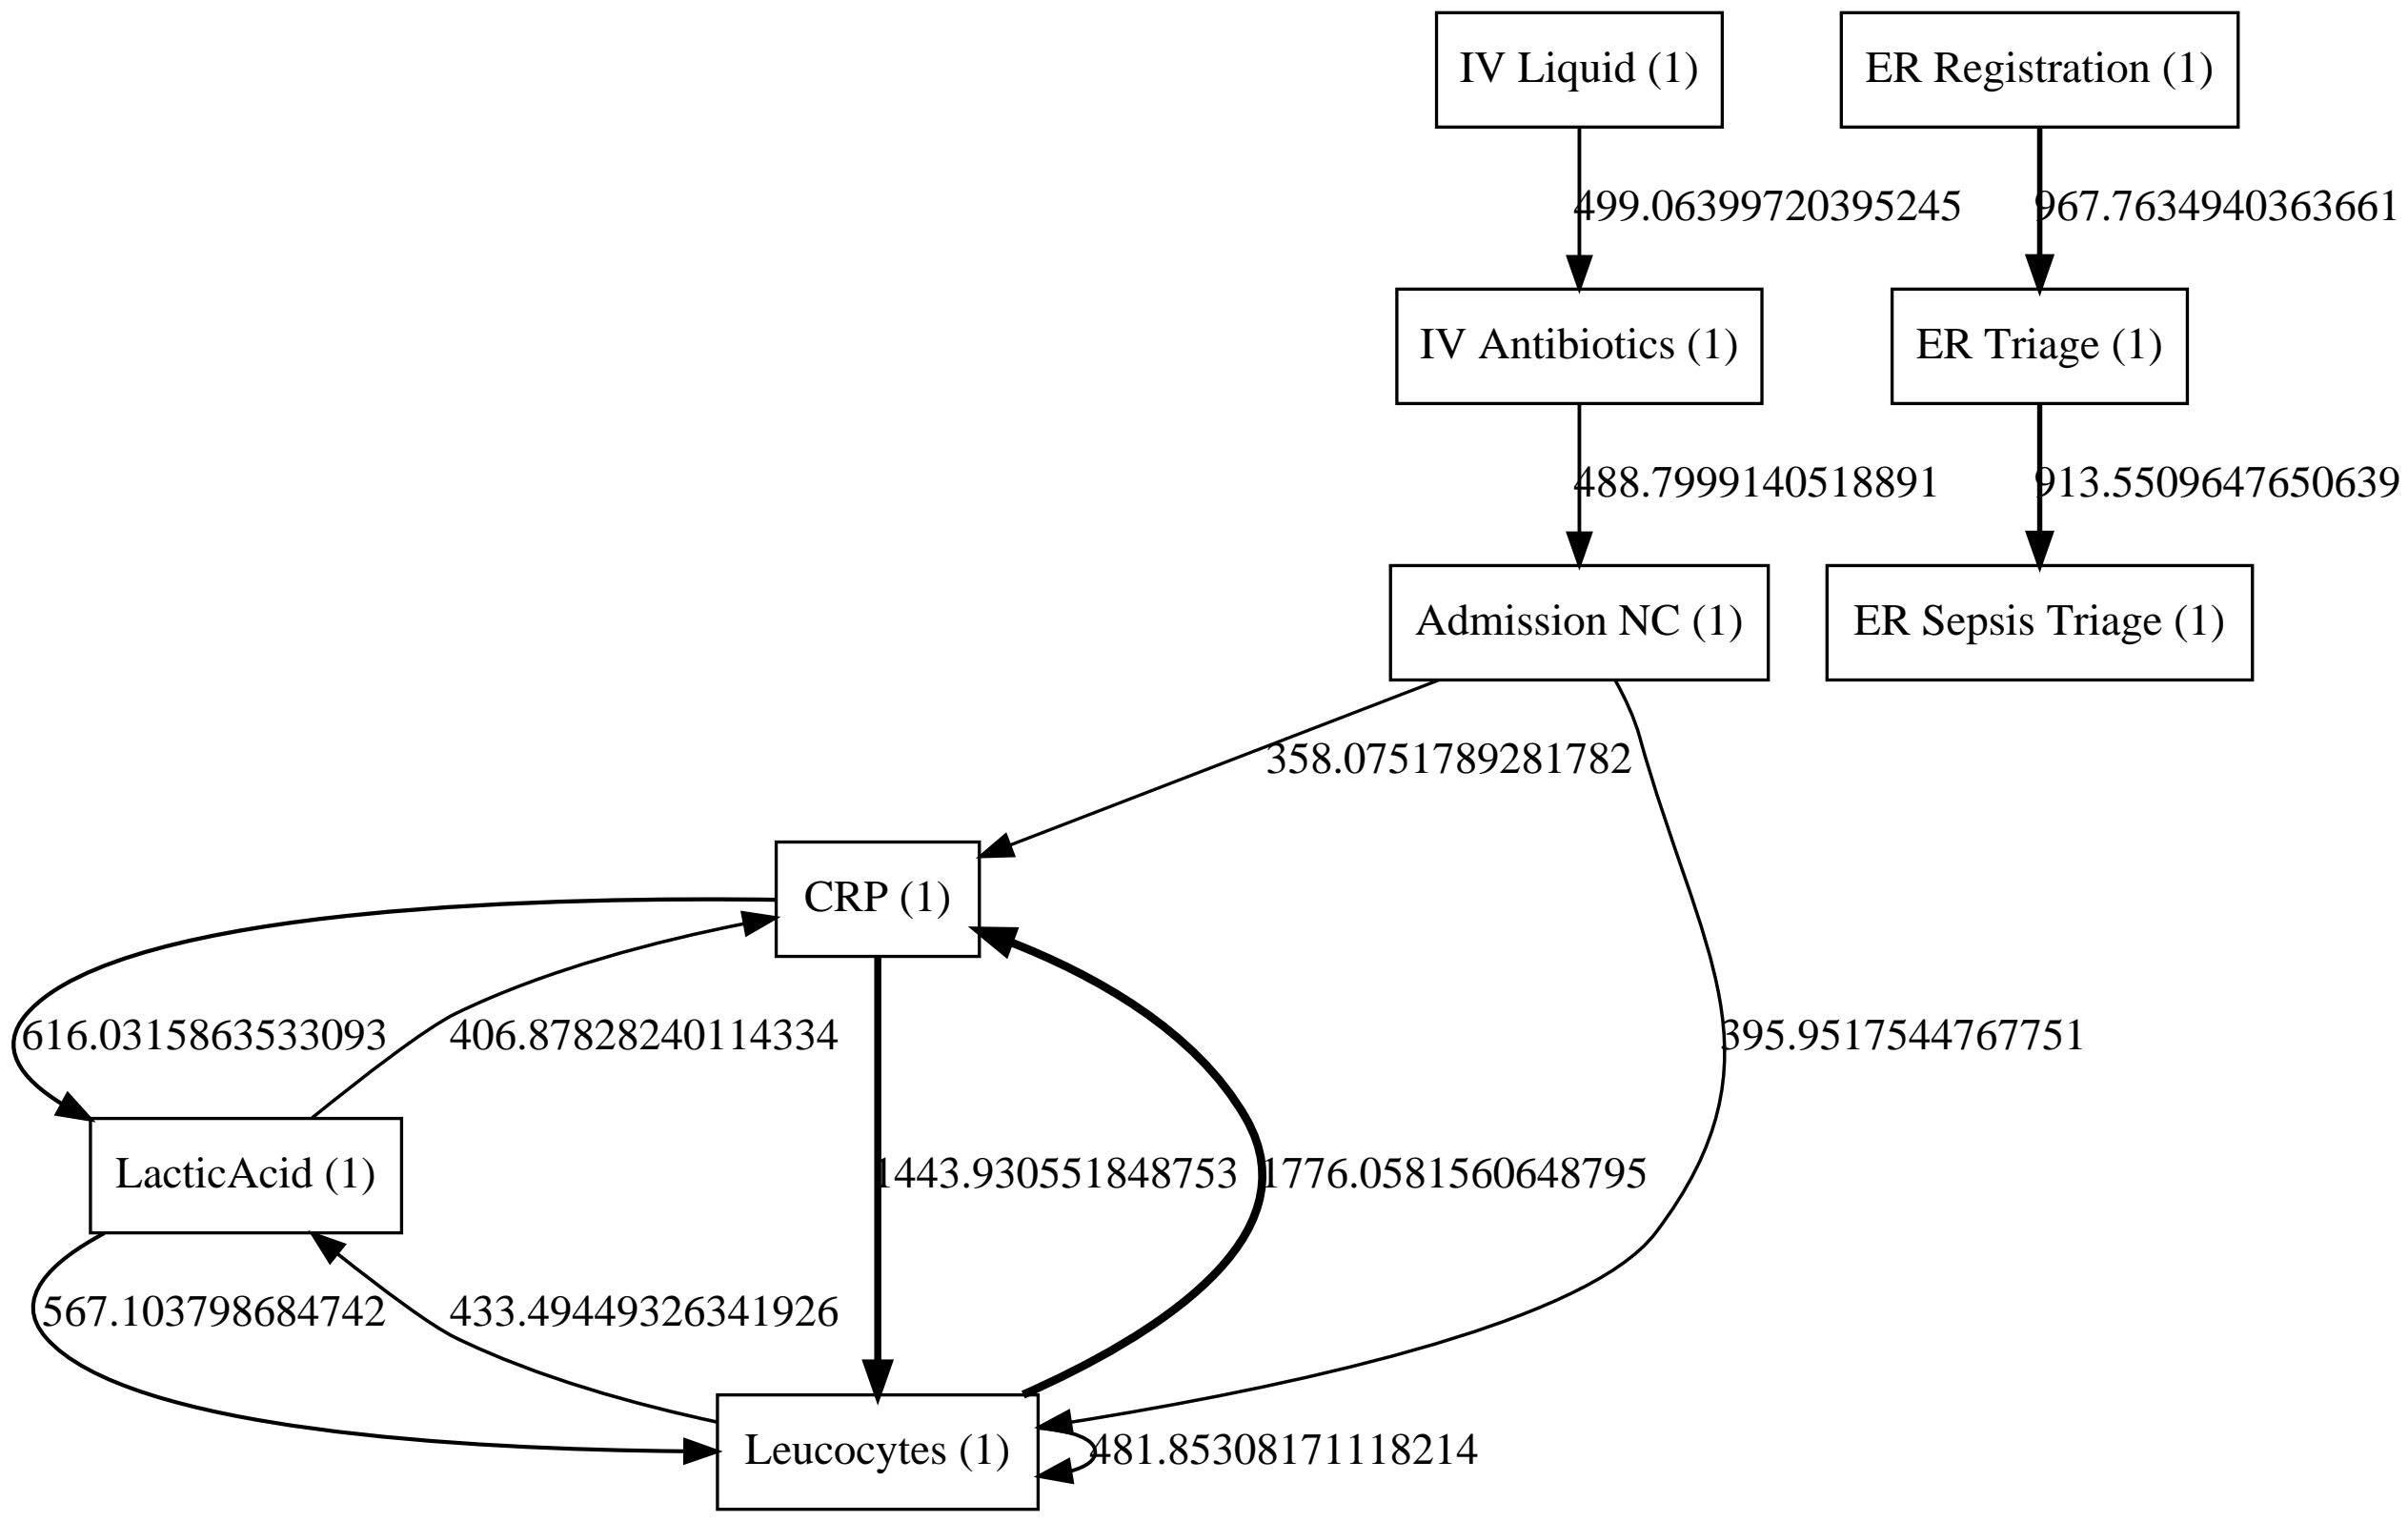 IV Liquid (1)
ER Registration (1)
499.06399720395245
967.7634940363661
IV Antibiotics (1)
ER Triage (1)
488.7999140518891
913.5509647650639
Admission NC (1)
ER Sepsis Triage (1)
358.0751789281782
CRP (1)
616.0315863533093
406.87828240114334
395.9517544767751
LacticAcid (1)
1443.930551848753
1776.0581560648795
567.103798684742
433.49449326341926
Leucocytes (1)
481.85308171118214